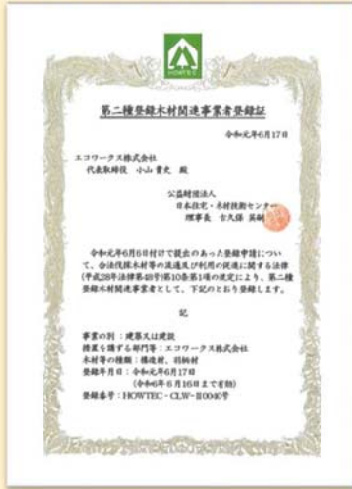 HOWTEC
第二種登録木材関連事業者登録証
令和元年6月17日
エコワークス株式会社
代表取締役 小山 貴史 殿
公益財団法人
日本住宅・木材技術センター
理事長 古久保 英嗣
令和元年6月6日付けで提出のあった登録申請につい
て、合法伐採木材等の流通及び利用の促進に関する法律
(平成28年法律第48号)第10条第1項の規定により、第二種
登録木材関連事業者として、下記のとおり登録します。
記
事業の別:建築又は建設
措置を講ずる部門等:エコワークス株式会社
木材等の種類:構造材、羽柄材
登録年月日:令和元年6月17日
(令和6年6月16日まで有効)
登録番号:HOWTEC-CLW-Ⅱ0040号